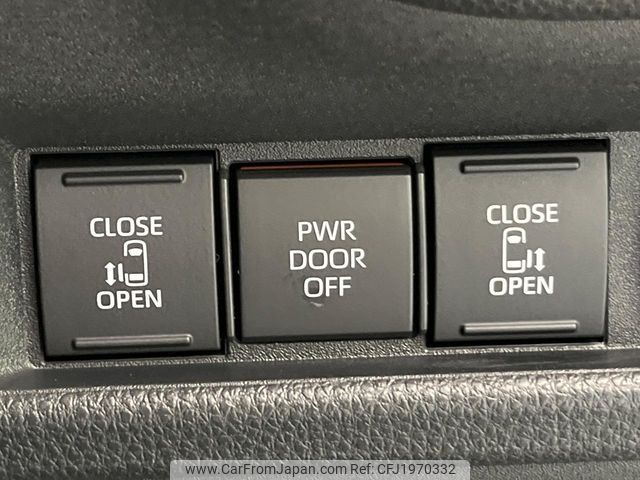 CLOSE
OPEN
PWR
DOOR
OFF
CLOSE
OPEN
www.CarFromJapan.com Ref: CFJ1970332